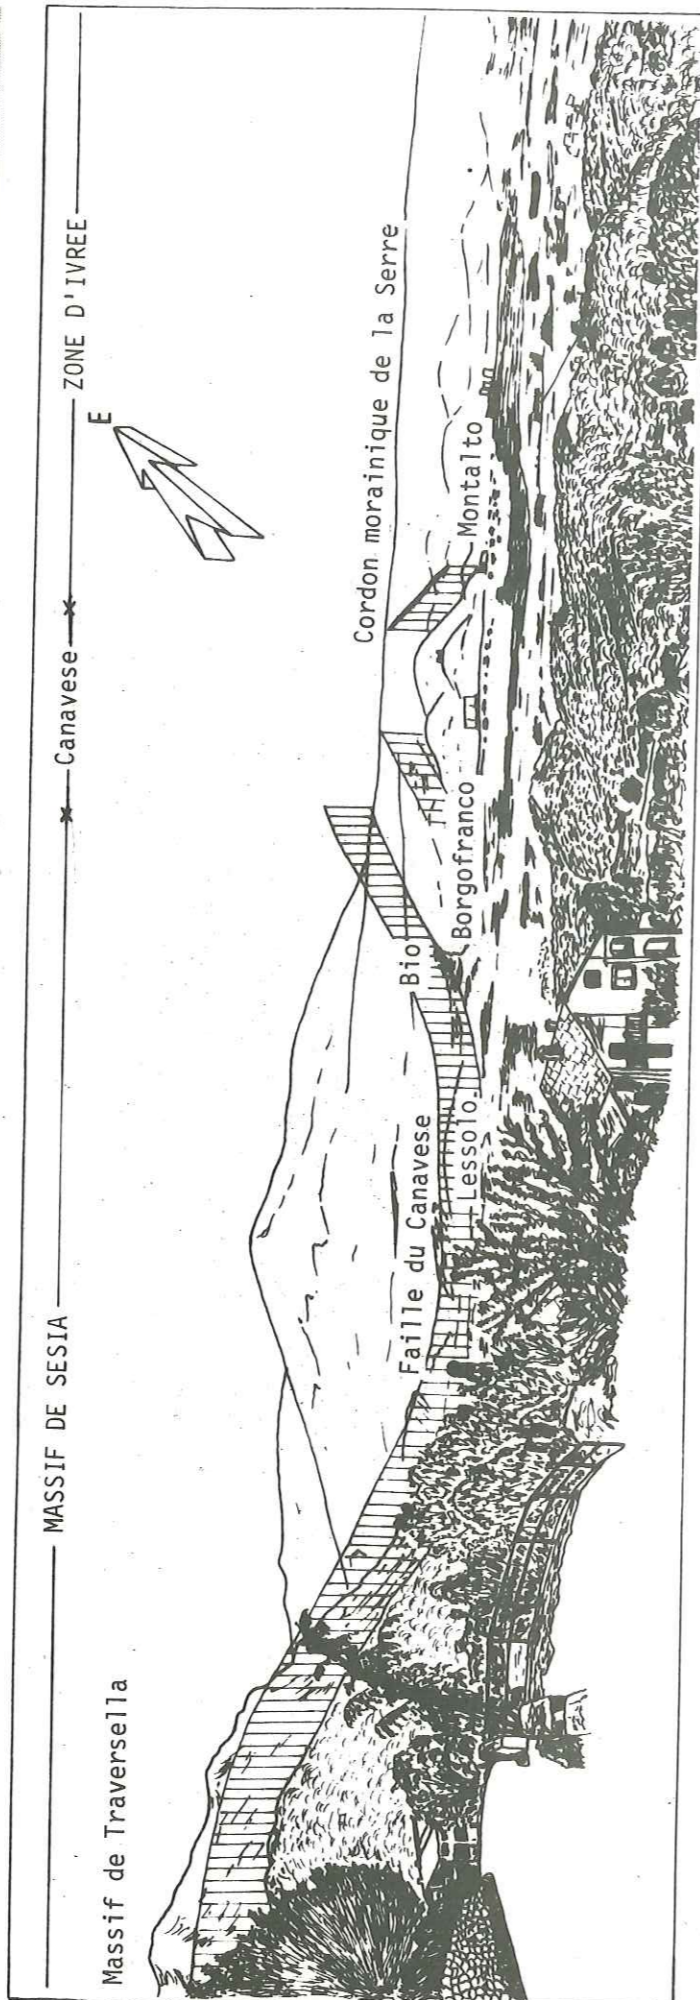 MASSIF DE SESIA
Canavese
ZONE D'IVREE
E
Massif de Traversella
Cordon morainique de la Serre
Faille du Canavese
Bio
Montalto
Borgofranco
Lessolo